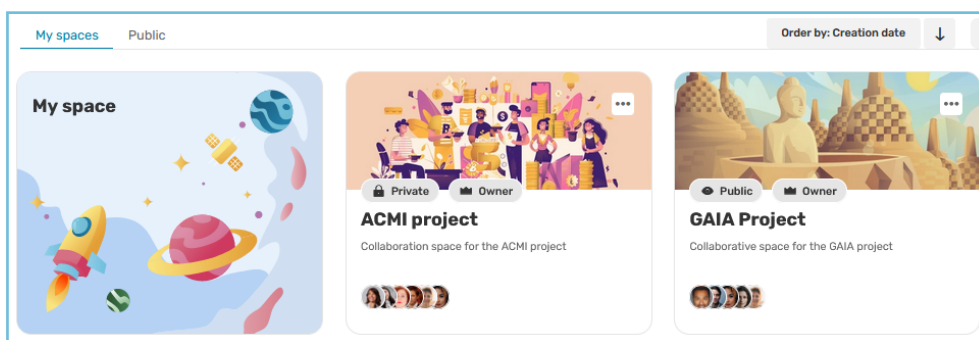 My spaces
Public
Order by: Creation date
My space
Private
Owner
ACMI project
Collaboration space for the ACMI project
Public
Owner
GAIA Project
Collaborative space for the GAIA project